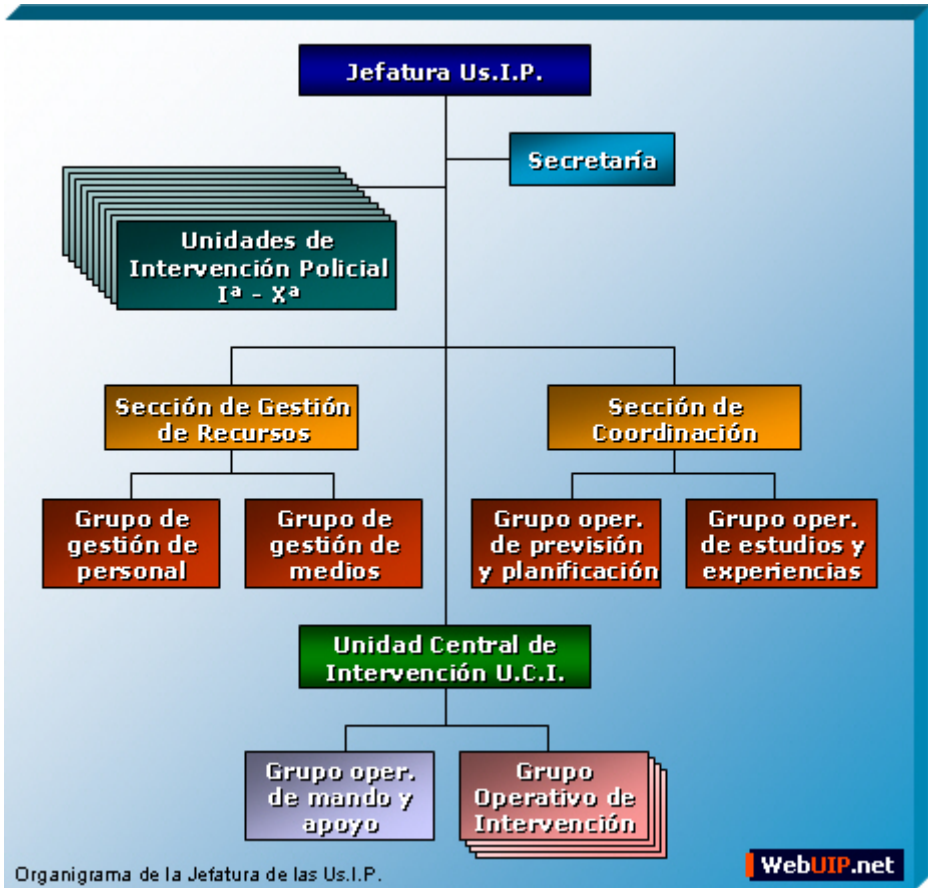 Jefatura Us.I.P.
Secretaría
Unidades de
Intervención Policial
Iª - Xª
Sección de Gestión
de Recursos
Sección de
Coordinación
Grupo de
gestión de
personal
Grupo de
gestión de
medios
Grupo oper.
de previsión
y planificación
Grupo oper.
de estudios y
experiencias
Unidad Central de
Intervención U.C.I.
Grupo oper.
de mando y
apoyo
Grupo
Operativo de
Intervención
Organigrama de la Jefatura de las Us.I.P.
WebUIP.net